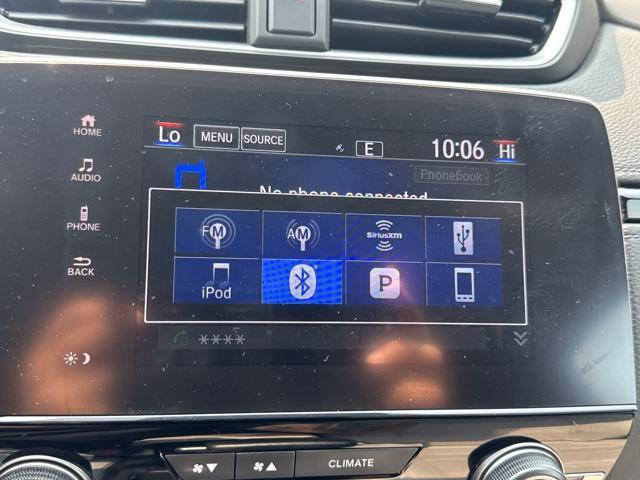 HOME
AUDIO
PHONE
BACK
Lo MENU SOURCE E 10:06 Hi
Phonebook
No phone connected
FM AM SiriusXM
iPod P
****
CLIMATE